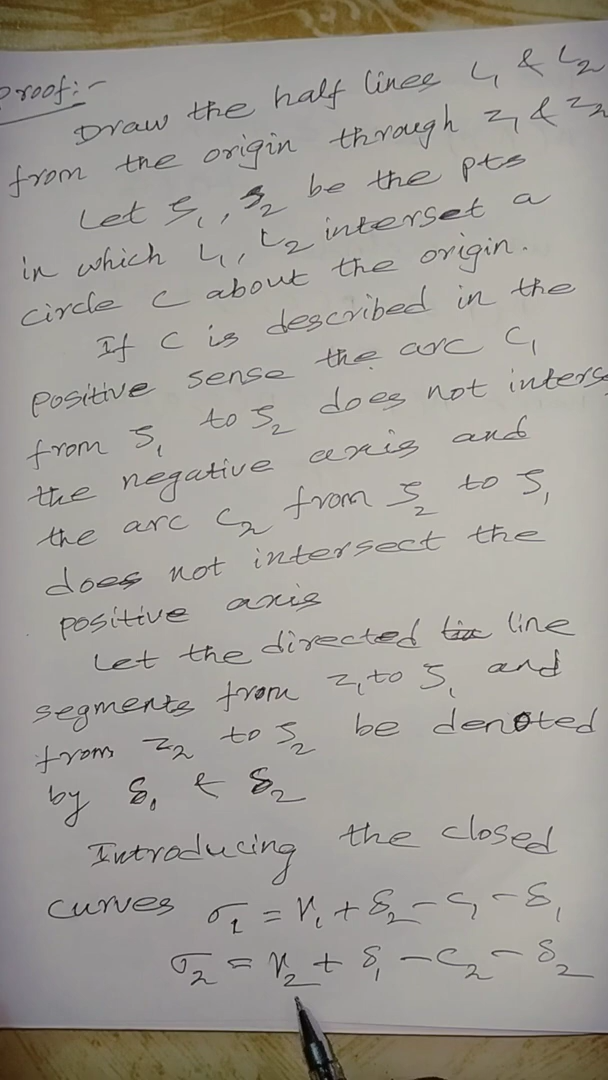 Proof:-
Draw the half lines L₁ & L₂
from the origin through z₁ & z₂
Let ζ₁, ζ₂ be the pts
in which L₁, L₂ interset a
circle C about the origin.
If C is described in the
positive sense the arc C₁
from ζ₁ to ζ₂ does not interse
the negative axis and
the arc C₂ from ζ₂ to ζ₁
does not intersect the
positive axis
Let the directed line
segments from z₁ to ζ₁ and
from z₂ to ζ₂ be denoted
by δ₁ & δ₂
Introducing the closed
curves σ₁ = γ₁ + δ₂ - C₁ - δ₁
σ₂ = γ₂ + δ₁ - C₂ - δ₂